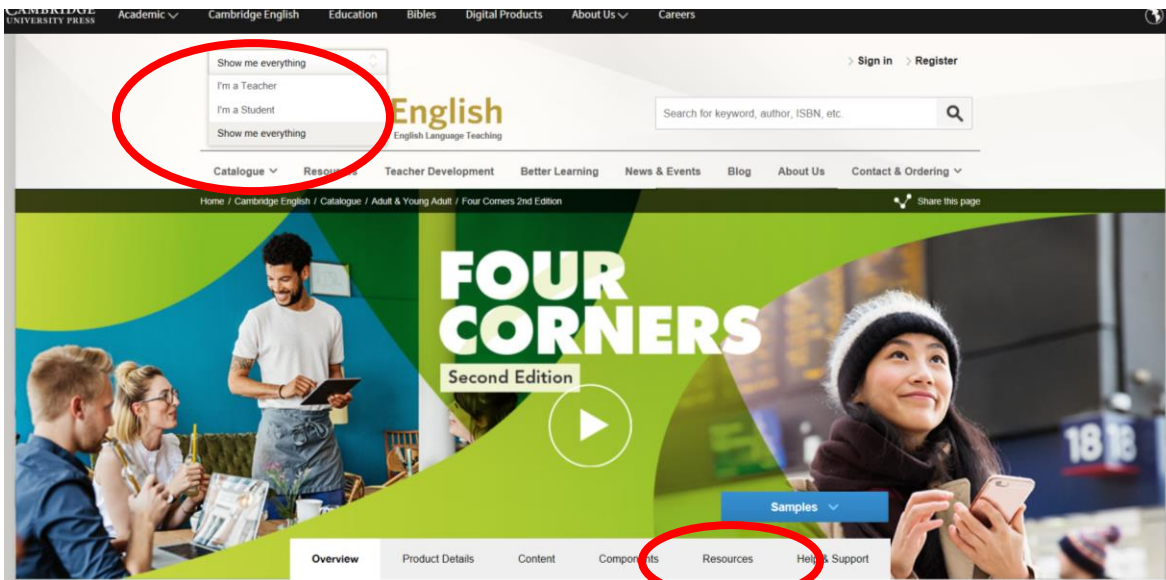 CAMBRIDGE
UNIVERSITY PRESS
Academic Cambridge English Education Bibles Digital Products About Us Careers
Show me everything
I'm a Teacher
I'm a Student
Show me everything
Sign in Register
English
English Language Teaching
Search for keyword, author, ISBN, etc.
Catalogue Resources Teacher Development Better Learning News & Events Blog About Us Contact & Ordering
Home / Cambridge English / Catalogue / Adult & Young Adult / Four Corners 2nd Edition
Share this page
FOUR
CORNERS
Second Edition
18 18
Samples
Overview Product Details Content Components Resources Help & Support